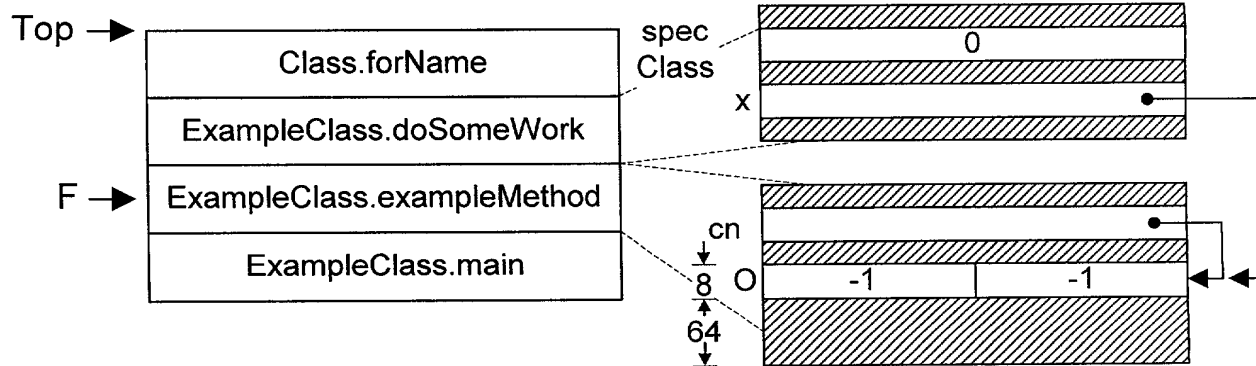 Top
Class.forName
ExampleClass.doSomeWork
F
ExampleClass.exampleMethod
ExampleClass.main
spec
Class
0
x
cn
8
O
-1
-1
64